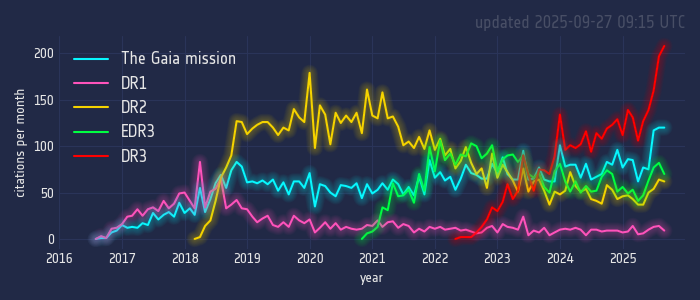 updated 2025-09-27 09:15 UTC
citations per month
200
150
100
50
0
The Gaia mission
DR1
DR2
EDR3
DR3
2016 2017 2018 2019 2020 2021 2022 2023 2024 2025
year